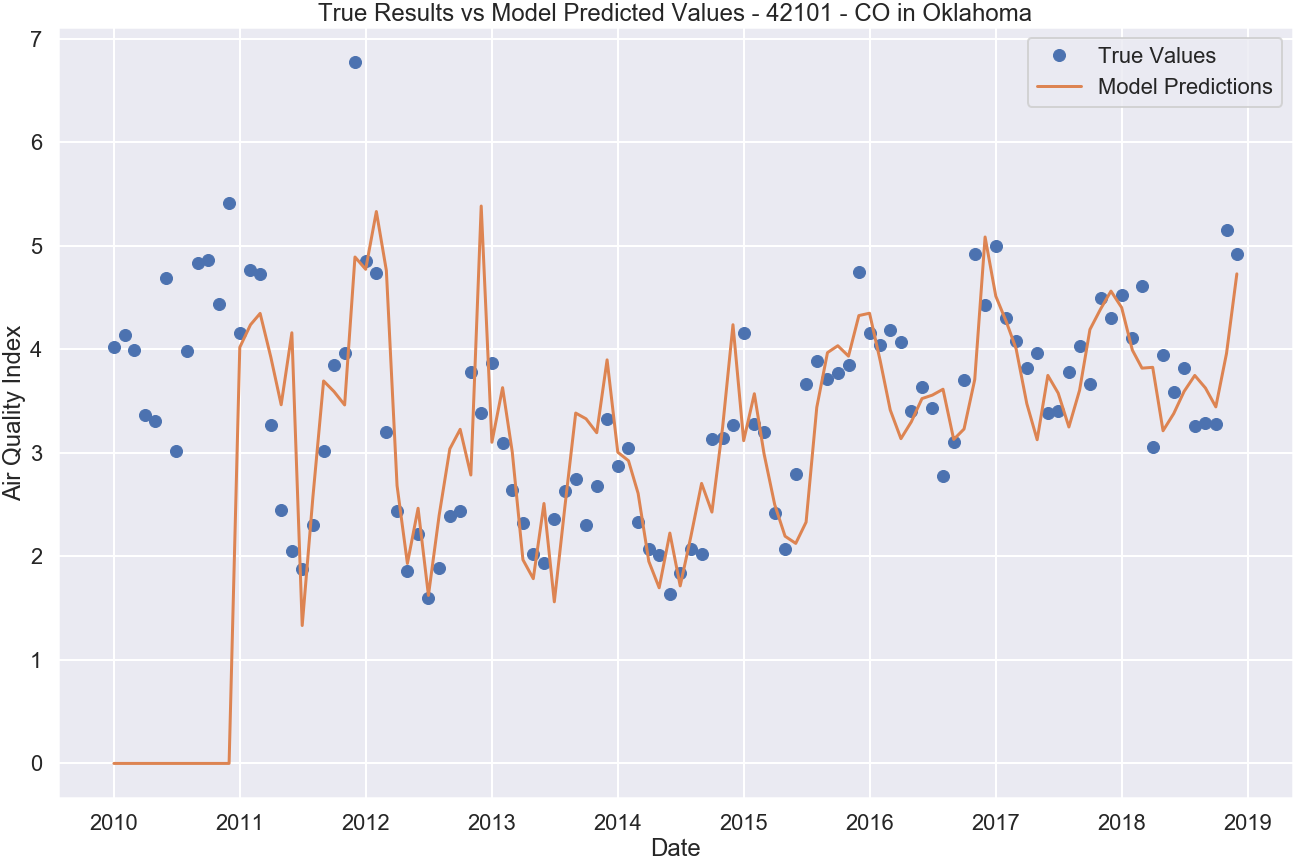 True Results vs Model Predicted Values - 42101 - CO in Oklahoma
True Values
Model Predictions
Air Quality Index
7
6
5
4
3
2
1
0
2010 2011 2012 2013 2014 2015 2016 2017 2018 2019
Date